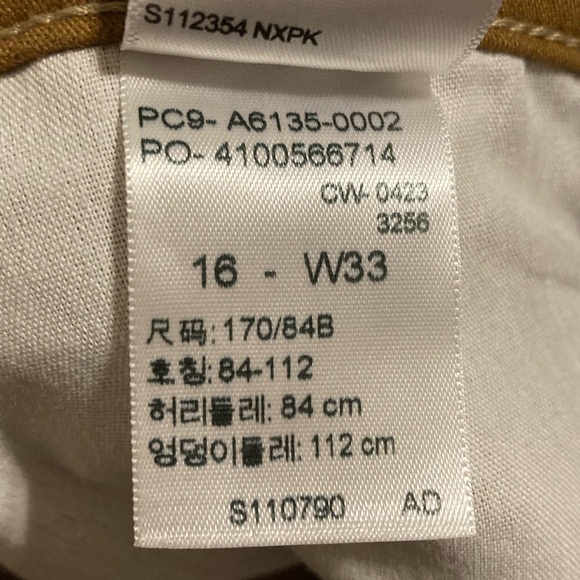 S112354 NXPK
PC9- A6135-0002
PO- 4100566714
CW- 0423
3256
16 - W33
尺码: 170/84B
호칭: 84-112
허리둘레: 84 cm
엉덩이둘레: 112 cm
S110790 AD